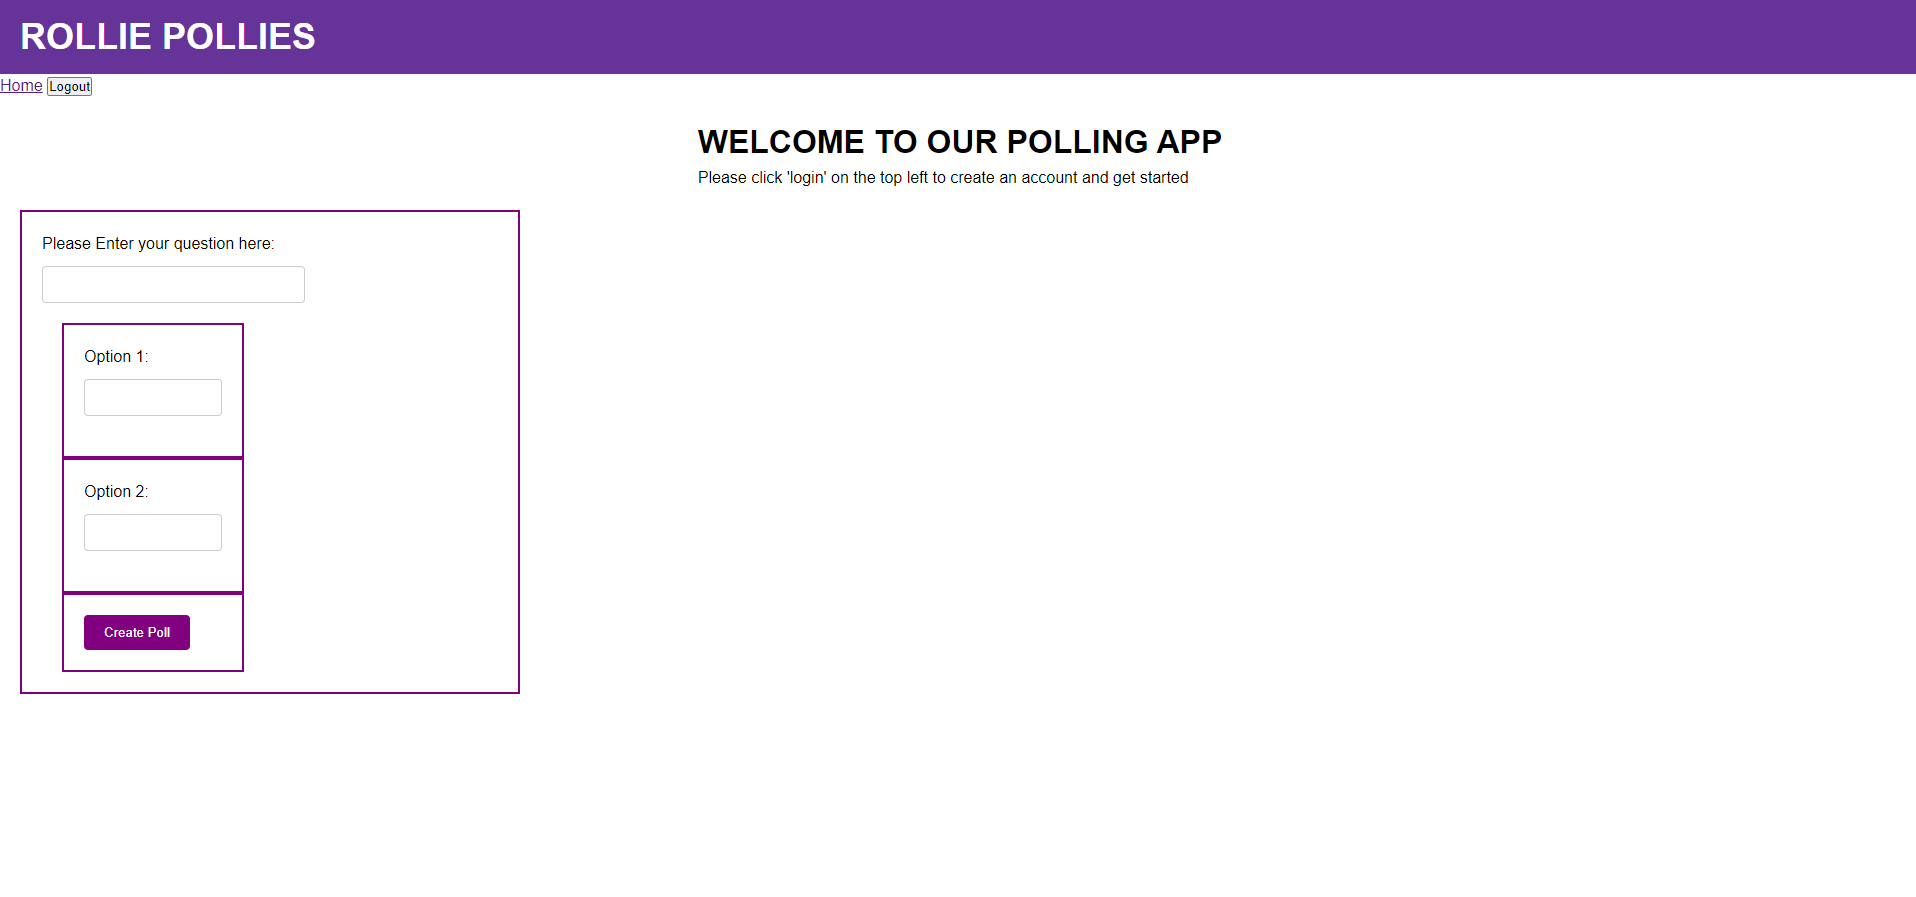 ROLLIE POLLIES
Home Logout
WELCOME TO OUR POLLING APP
Please click 'login' on the top left to create an account and get started
Please Enter your question here:
Option 1:
Option 2:
Create Poll